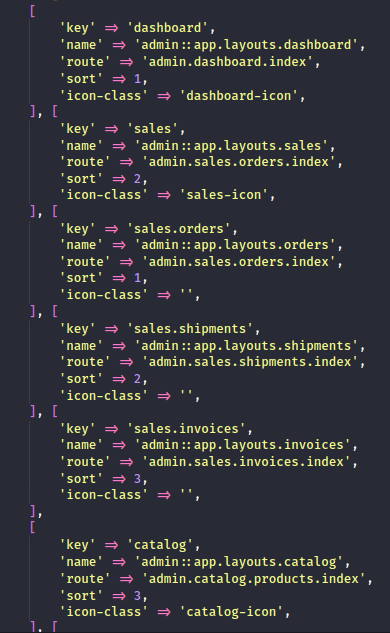 [
'key' => 'dashboard',
'name' => 'admin::app.layouts.dashboard',
'route' => 'admin.dashboard.index',
'sort' => 1,
'icon-class' => 'dashboard-icon',
], [
'key' => 'sales',
'name' => 'admin::app.layouts.sales',
'route' => 'admin.sales.orders.index',
'sort' => 2,
'icon-class' => 'sales-icon',
], [
'key' => 'sales.orders',
'name' => 'admin::app.layouts.orders',
'route' => 'admin.sales.orders.index',
'sort' => 1,
'icon-class' => '',
], [
'key' => 'sales.shipments',
'name' => 'admin::app.layouts.shipments',
'route' => 'admin.sales.shipments.index',
'sort' => 2,
'icon-class' => '',
], [
'key' => 'sales.invoices',
'name' => 'admin::app.layouts.invoices',
'route' => 'admin.sales.invoices.index',
'sort' => 3,
'icon-class' => '',
],
[
'key' => 'catalog',
'name' => 'admin::app.layouts.catalog',
'route' => 'admin.catalog.products.index',
'sort' => 3,
'icon-class' => 'catalog-icon',
], [